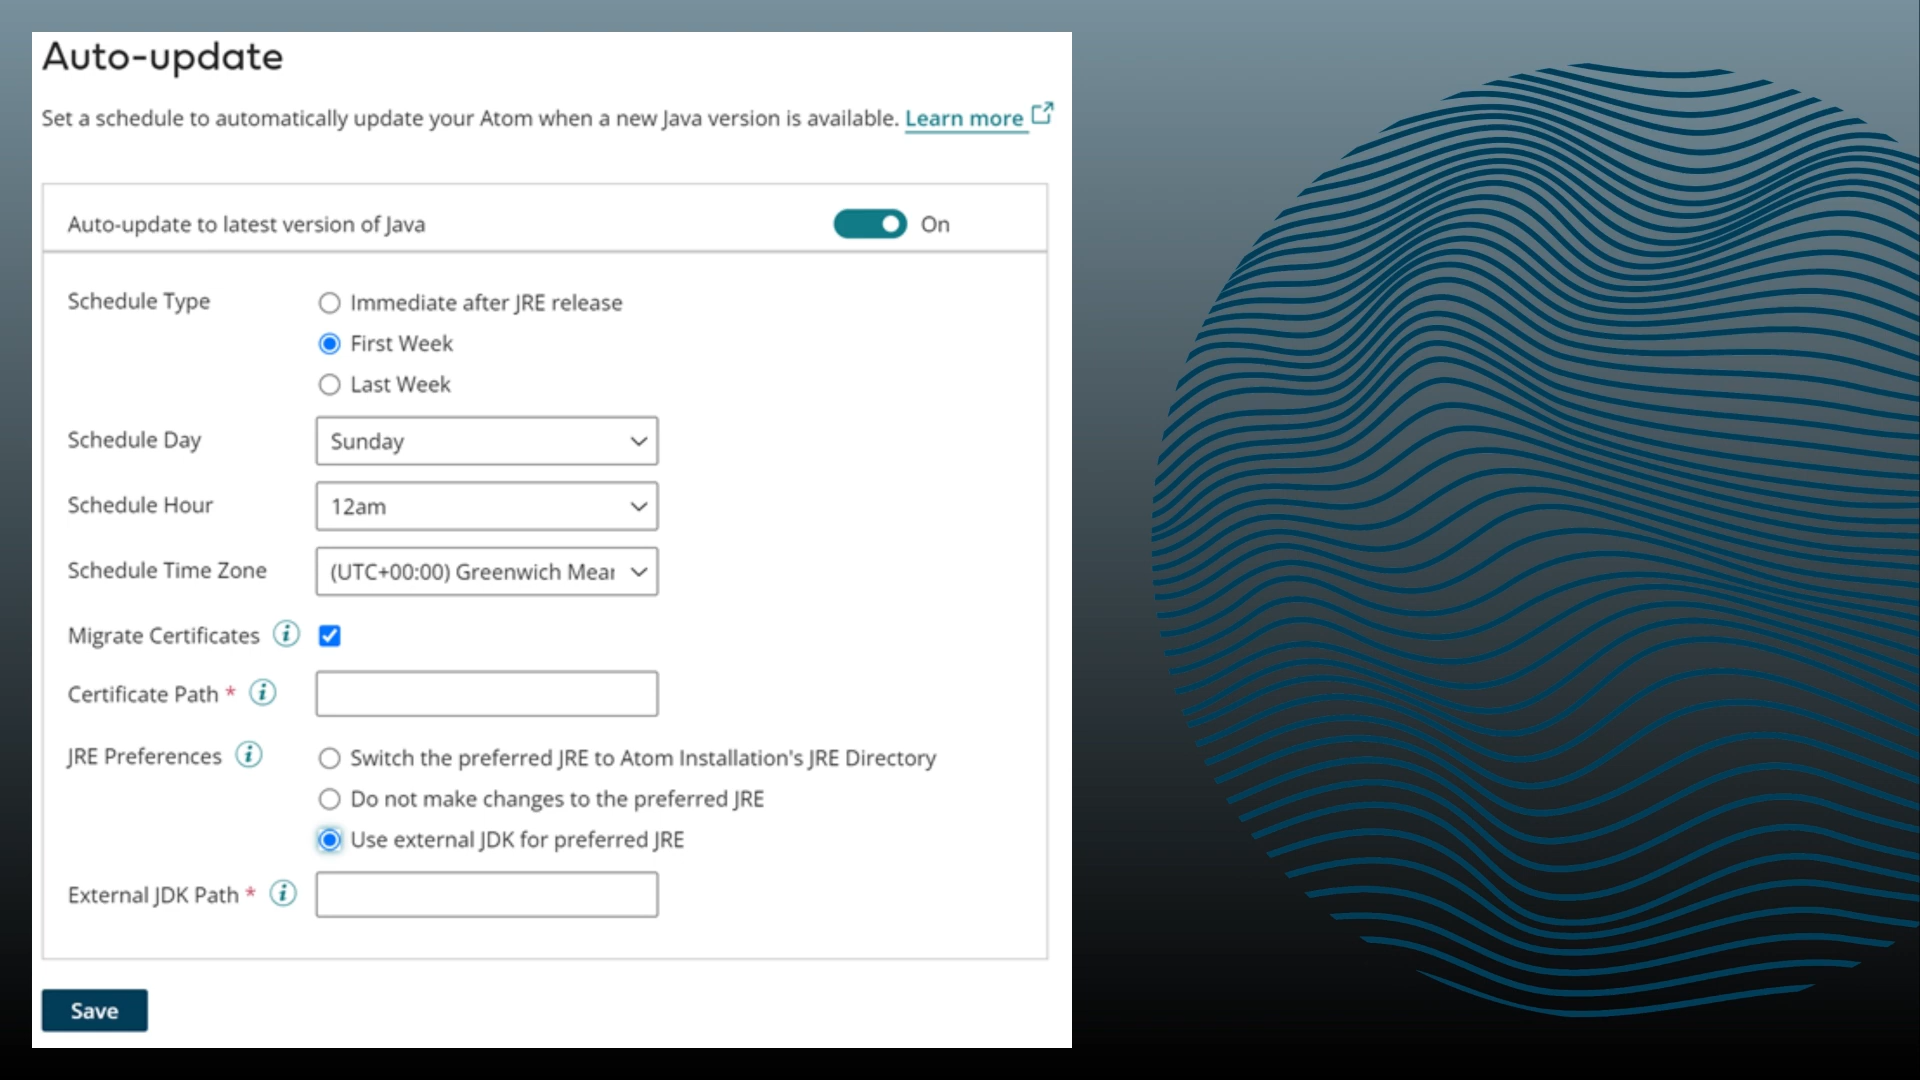 Auto-update
Set a schedule to automatically update your Atom when a new Java version is available. Learn more
Auto-update to latest version of Java On
Schedule Type
Immediate after JRE release
First Week
Last Week
Schedule Day Sunday
Schedule Hour 12am
Schedule Time Zone (UTC+00:00) Greenwich Mear
Migrate Certificates i
Certificate Path * i
JRE Preferences i
Switch the preferred JRE to Atom Installation's JRE Directory
Do not make changes to the preferred JRE
Use external JDK for preferred JRE
External JDK Path * i
Save